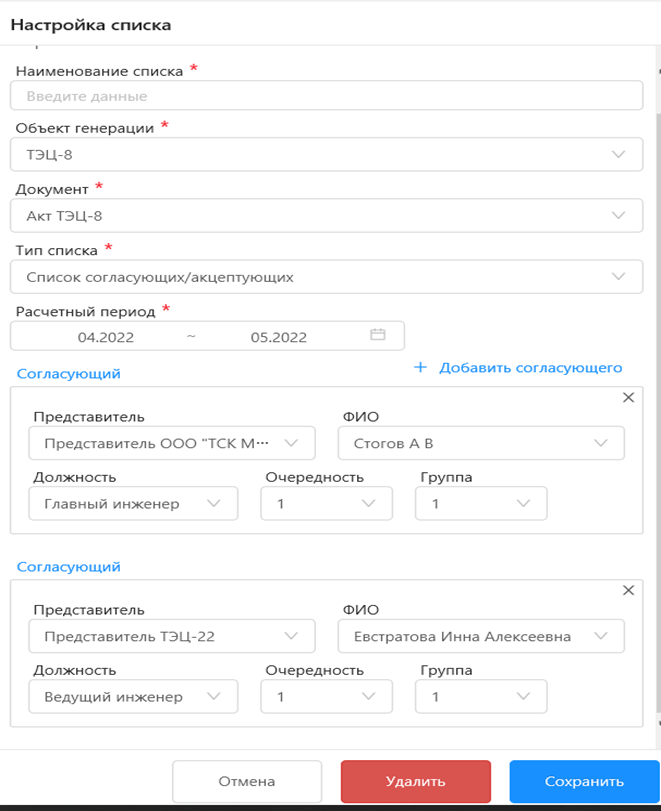 Настройка списка
Наименование списка *
Введите данные
Объект генерации *
ТЭЦ-8
Документ *
Акт ТЭЦ-8
Тип списка *
Список согласующих/акцептующих
Расчетный период *
04.2022 ~ 05.2022
+ Добавить согласующего
Согласующий
Представитель ФИО
Представитель ООО "ТСК М··· Стогов А В
Должность Очередность Группа
Главный инженер 1 1
Согласующий
Представитель ФИО
Представитель ТЭЦ-22 Евстратова Инна Алексеевна
Должность Очередность Группа
Ведущий инженер 1 1
Отмена Удалить Сохранить